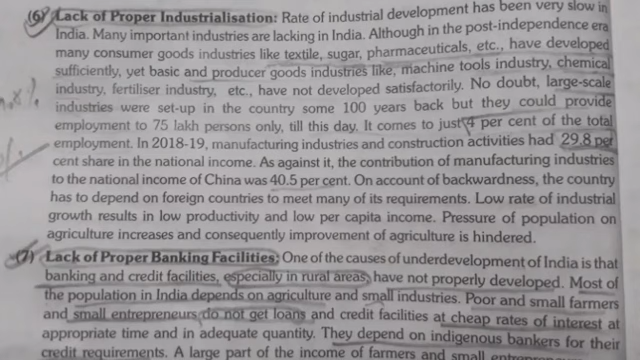 (6) Lack of Proper Industrialisation: Rate of industrial development has been very slow in
India. Many important industries are lacking in India. Although in the post-independence era
many consumer goods industries like textile, sugar, pharmaceuticals, etc., have developed
sufficiently, yet basic and producer goods industries like, machine tools industry, chemical
industry, fertiliser industry, etc., have not developed satisfactorily. No doubt, large-scale
industries were set-up in the country some 100 years back but they could provide
employment to 75 lakh persons only, till this day. It comes to just 4 per cent of the total
employment. In 2018-19, manufacturing industries and construction activities had 29.8 per
cent share in the national income. As against it, the contribution of manufacturing industries
to the national income of China was 40.5 per cent. On account of backwardness, the country
has to depend on foreign countries to meet many of its requirements. Low rate of industrial
growth results in low productivity and low per capita income. Pressure of population on
agriculture increases and consequently improvement of agriculture is hindered.
(7) Lack of Proper Banking Facilities: One of the causes of underdevelopment of India is that
banking and credit facilities, especially in rural areas, have not properly developed. Most of
the population in India depends on agriculture and small industries. Poor and small farmers
and small entrepreneurs do not get loans and credit facilities at cheap rates of interest at
appropriate time and in adequate quantity. They depend on indigenous bankers for their
credit requirements. A large part of the income of farmers and small